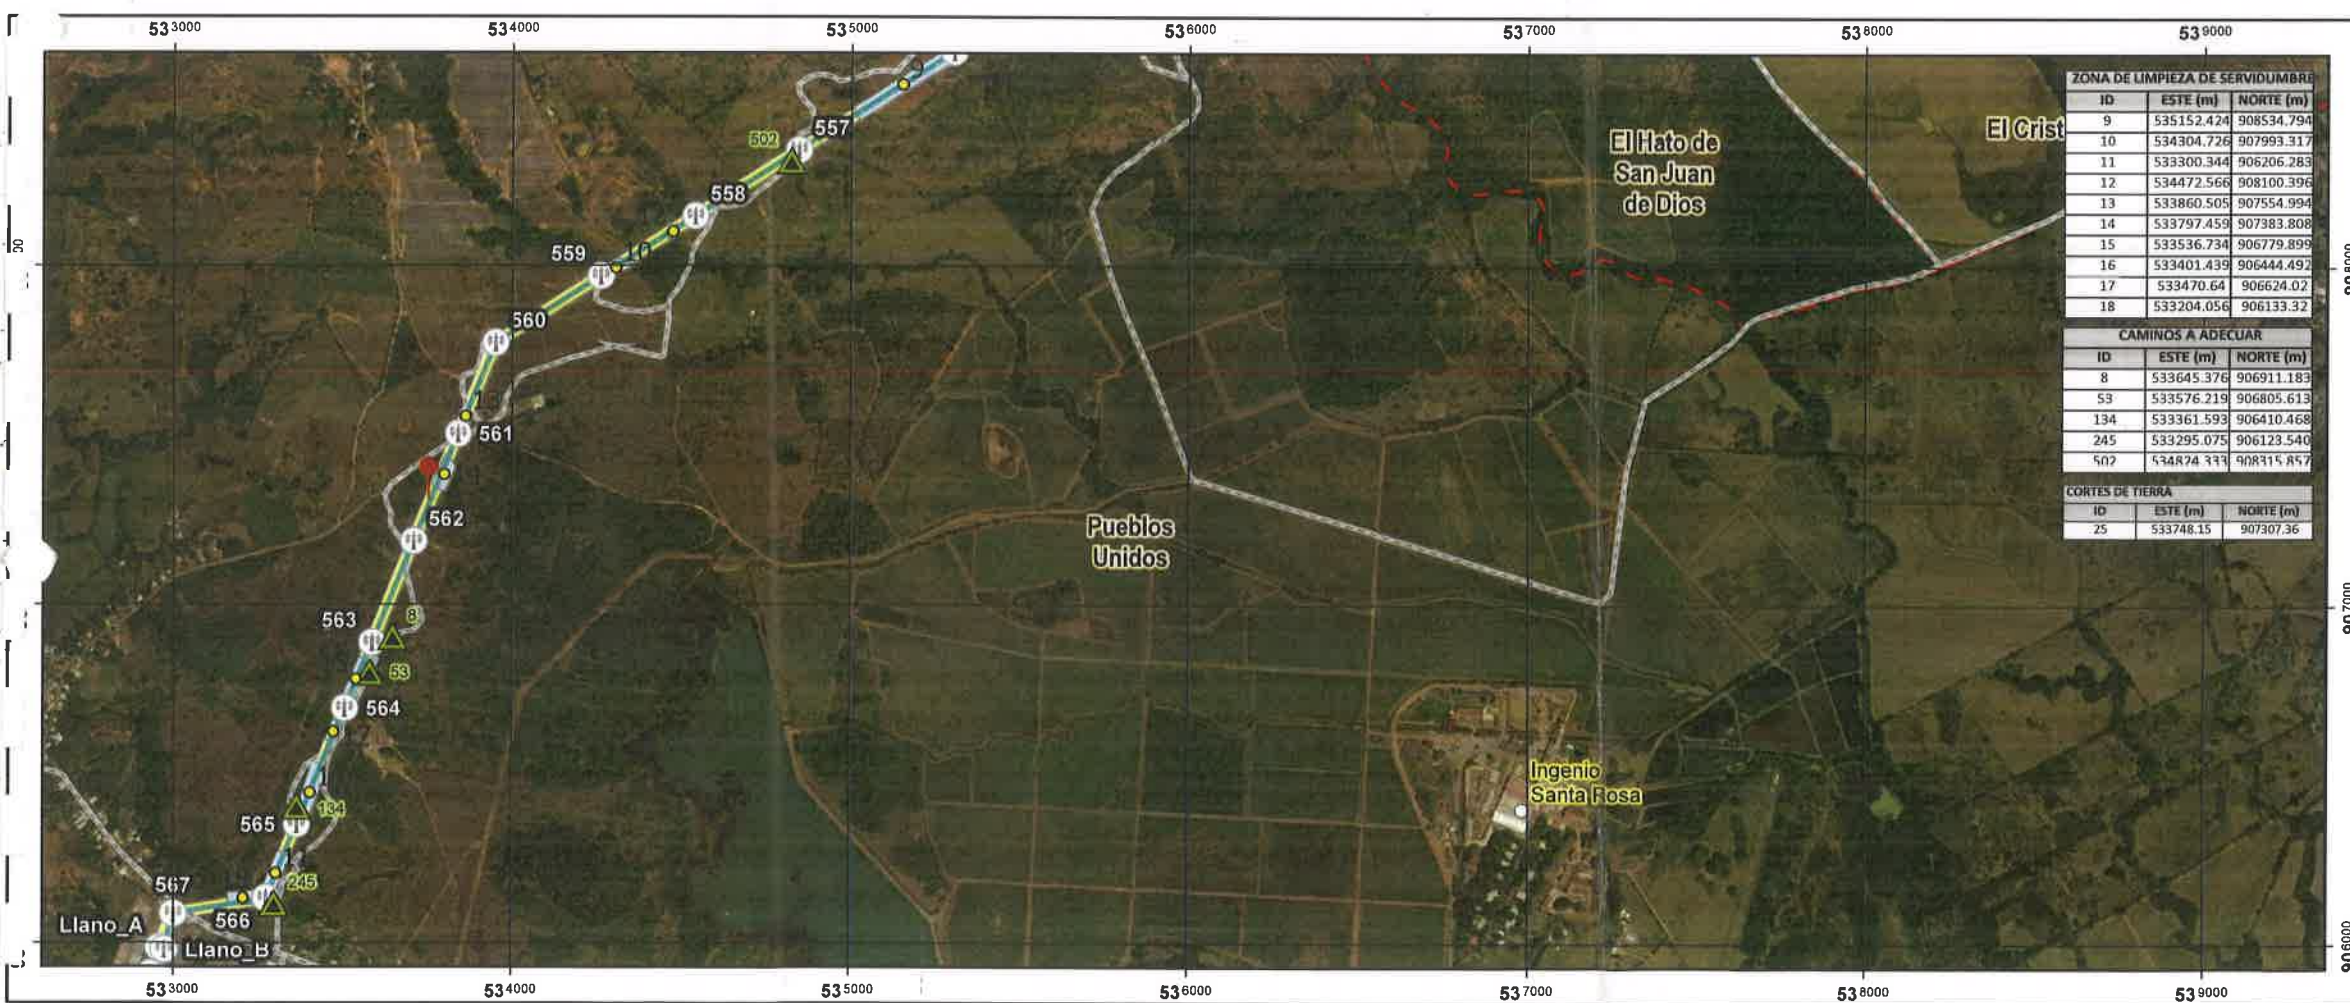 533000 534000 535000 536000 537000 538000 539000
ZONA DE LIMPIEZA DE SERVIDUMBRE
ID ESTE (m) NORTE (m)
9 535152.424 908534.794
10 534304.726 907993.317
11 533300.344 906206.283
12 534472.566 908100.396
13 533860.505 907554.994
14 533797.459 907383.808
15 533536.734 906779.899
16 533401.439 906444.492
17 533470.64 906624.02
18 533204.056 906133.32
CAMINOS A ADECUAR
ID ESTE (m) NORTE (m)
8 533645.376 906911.183
53 533576.219 906805.613
134 533361.593 906410.468
245 533295.075 906123.540
502 534824.333 908315.857
CORTES DE TIERRA
ID ESTE (m) NORTE (m)
25 533748.15 907307.36
9
557
502
El Crist
El Hato de
San Juan
de Dios
558
559
10
560
561
562
Pueblos
Unidos
563
8
53
564
Ingenio
Santa Rosa
134
565
245
567
566
Llano_A
Llano_B
908000
907000
906000
533000 534000 535000 536000 537000 538000 539000